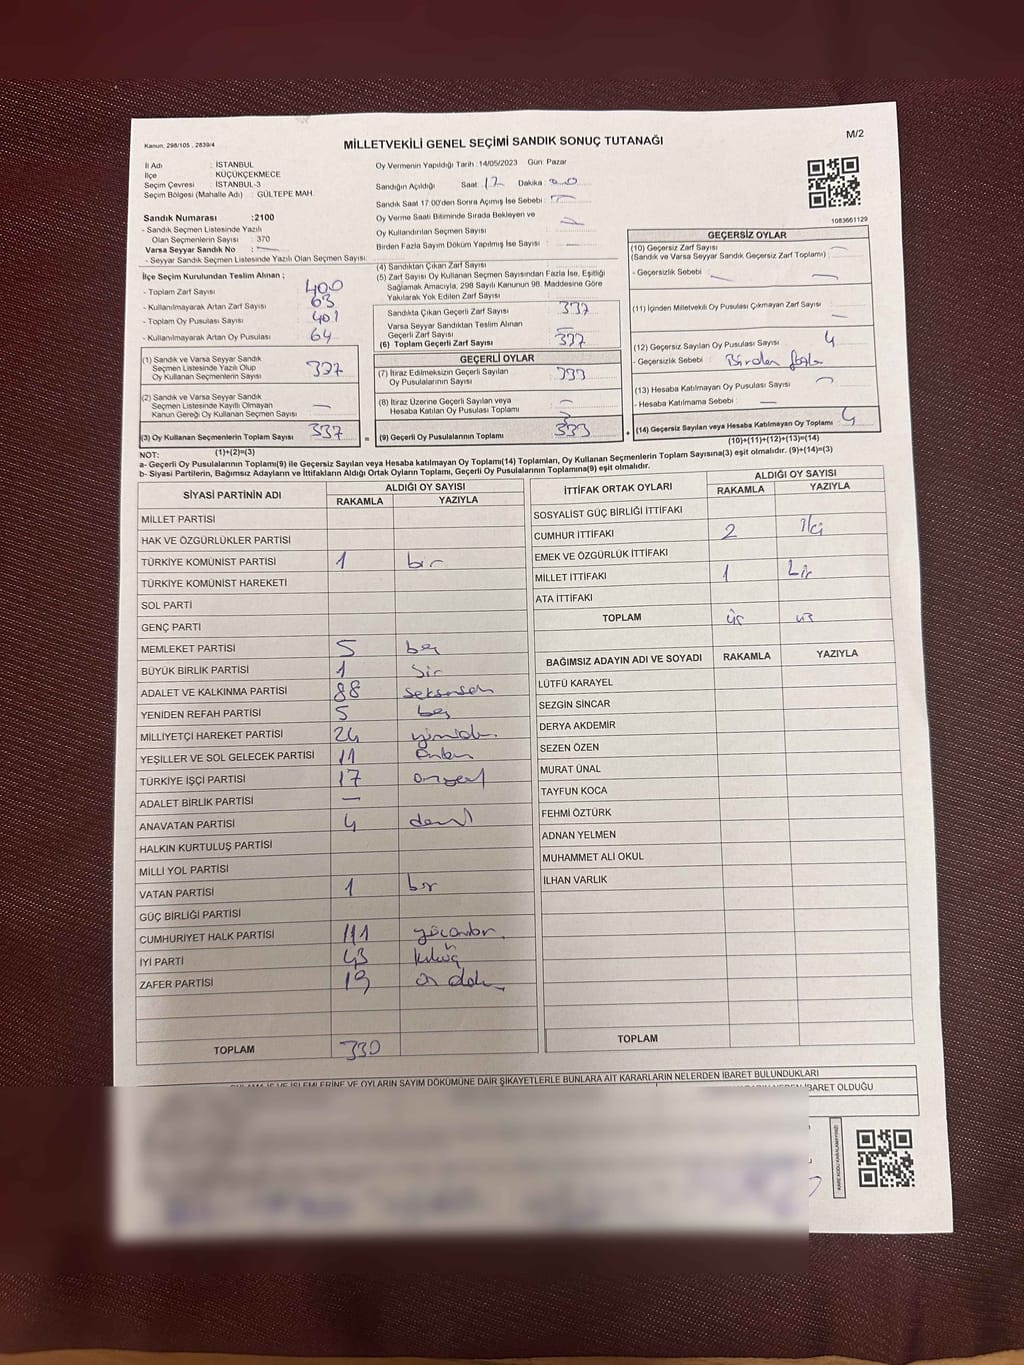 Kanun, 298/105 , 2839/4
MİLLETVEKİLİ GENEL SEÇİMİ SANDIK SONUÇ TUTANAĞI
M/2
İl Adı : İSTANBUL
İlçe : KÜÇÜKÇEKMECE
Seçim Çevresi : İSTANBUL-3
Seçim Bölgesi (Mahalle Adı) : GÜLTEPE MAH.
Oy Vermenin Yapıldığı Tarih : 14/05/2023 Gün: Pazar
Sandığın Açıldığı Saat : 17 Dakika : 00
Sandık Saat 17:00'den Sonra Açılmış İse Sebebi :
Oy Verme Saati Bitiminde Sırada Bekleyen ve
Oy Kullandırılan Seçmen Sayısı :
Birden Fazla Sayım Döküm Yapılmış İse Sayısı :
1083661129
Sandık Numarası : 2100
- Sandık Seçmen Listesinde Yazılı
Olan Seçmenlerin Sayısı : 370
Varsa Seyyar Sandık No :
- Seyyar Sandık Seçmen Listesinde Yazılı Olan Seçmen Sayısı:
İlçe Seçim Kurulundan Teslim Alınan ;
- Toplam Zarf Sayısı : 400
- Kullanılmayarak Artan Zarf Sayısı : 63
- Toplam Oy Pusulası Sayısı : 401
- Kullanılmayarak Artan Oy Pusulası : 64
(1) Sandık ve Varsa Seyyar Sandık
Seçmen Listesinde Yazılı Olup
Oy Kullanan Seçmenlerin Sayısı : 337
(2) Sandık ve Varsa Seyyar Sandık
Seçmen Listesinde Kayıtlı Olmayan
Kanun Gereği Oy Kullanan Seçmen Sayısı :
(3) Oy Kullanan Seçmenlerin Toplam Sayısı : 337 =
(1)+(2)=(3)
(4) Sandıktan Çıkan Zarf Sayısı :
(5) Zarf Sayısı Oy Kullanan Seçmen Sayısından Fazla İse, Eşitliği
Sağlamak Amacıyla, 298 Sayılı Kanunun 98. Maddesine Göre
Yakılarak Yok Edilen Zarf Sayısı :
Sandıkta Çıkan Geçerli Zarf Sayısı : 337
Varsa Seyyar Sandıktan Teslim Alınan
Geçerli Zarf Sayısı :
(6) Toplam Geçerli Zarf Sayısı : 337
GEÇERLİ OYLAR
(7) İtiraz Edilmeksizin Geçerli Sayılan
Oy Pusulalarının Sayısı : 333
(8) İtiraz Üzerine Geçerli Sayılan veya
Hesaba Katılan Oy Pusulası Toplamı :
(9) Geçerli Oy Pusulalarının Toplamı : 333 +
GEÇERSİZ OYLAR
(10) Geçersiz Zarf Sayısı
(Sandık ve Varsa Seyyar Sandık Geçersiz Zarf Toplamı) :
- Geçersizlik Sebebi :
(11) İçinden Milletvekili Oy Pusulası Çıkmayan Zarf Sayısı :
(12) Geçersiz Sayılan Oy Pusulası Sayısı : 4
- Geçersizlik Sebebi : Birden fazla
(13) Hesaba Katılmayan Oy Pusulası Sayısı :
- Hesaba Katılmama Sebebi :
(14) Geçersiz Sayılan veya Hesaba Katılmayan Oy Toplamı : 4
(10)+(11)+(12)+(13)=(14)
NOT:
a- Geçerli Oy Pusulalarının Toplamı(9) ile Geçersiz Sayılan veya Hesaba katılmayan Oy Toplamı(14) Toplamları, Oy Kullanan Seçmenlerin Toplam Sayısına(3) eşit olmalıdır. (9)+(14)=(3)
b- Siyasi Partilerin, Bağımsız Adayların ve İttifakların Aldığı Ortak Oyların Toplamı, Geçerli Oy Pusulalarının Toplamına(9) eşit olmalıdır.
SİYASİ PARTİNİN ADI
ALDIĞI OY SAYISI
RAKAMLA YAZIYLA
MİLLET PARTİSİ
HAK VE ÖZGÜRLÜKLER PARTİSİ
TÜRKİYE KOMÜNİST PARTİSİ 1 bir
TÜRKİYE KOMÜNİST HAREKETİ
SOL PARTİ
GENÇ PARTİ
MEMLEKET PARTİSİ 5 beş
BÜYÜK BİRLİK PARTİSİ 1 bir
ADALET VE KALKINMA PARTİSİ 88
YENİDEN REFAH PARTİSİ 5 beş
MİLLİYETÇİ HAREKET PARTİSİ 24
YEŞİLLER VE SOL GELECEK PARTİSİ 11 onbir
TÜRKİYE İŞÇİ PARTİSİ 17 onyedi
ADALET BİRLİK PARTİSİ —
ANAVATAN PARTİSİ 4
HALKIN KURTULUŞ PARTİSİ
MİLLİ YOL PARTİSİ
VATAN PARTİSİ 1 bir
GÜÇ BİRLİĞİ PARTİSİ
CUMHURİYET HALK PARTİSİ 111 yüzonbir
İYİ PARTİ 43
ZAFER PARTİSİ 19
TOPLAM 330
İTTİFAK ORTAK OYLARI
ALDIĞI OY SAYISI
RAKAMLA YAZIYLA
SOSYALİST GÜÇ BİRLİĞİ İTTİFAKI
CUMHUR İTTİFAKI 2 iki
EMEK VE ÖZGÜRLÜK İTTİFAKI
MİLLET İTTİFAKI 1 bir
ATA İTTİFAKI
TOPLAM üç üç
BAĞIMSIZ ADAYIN ADI VE SOYADI RAKAMLA YAZIYLA
LÜTFÜ KARAYEL
SEZGİN SİNCAR
DERYA AKDEMİR
SEZEN ÖZEN
MURAT ÜNAL
TAYFUN KOCA
FEHMİ ÖZTÜRK
ADNAN YELMEN
MUHAMMET ALİ OKUL
İLHAN VARLIK
TOPLAM
İŞLEMLERİNE VE OYLARIN SAYIM DÖKÜMÜNE DAİR ŞİKAYETLERLE BUNLARA AİT KARARLARIN NELERDEN İBARET BULUNDUKLARI
İBARET OLDUĞU